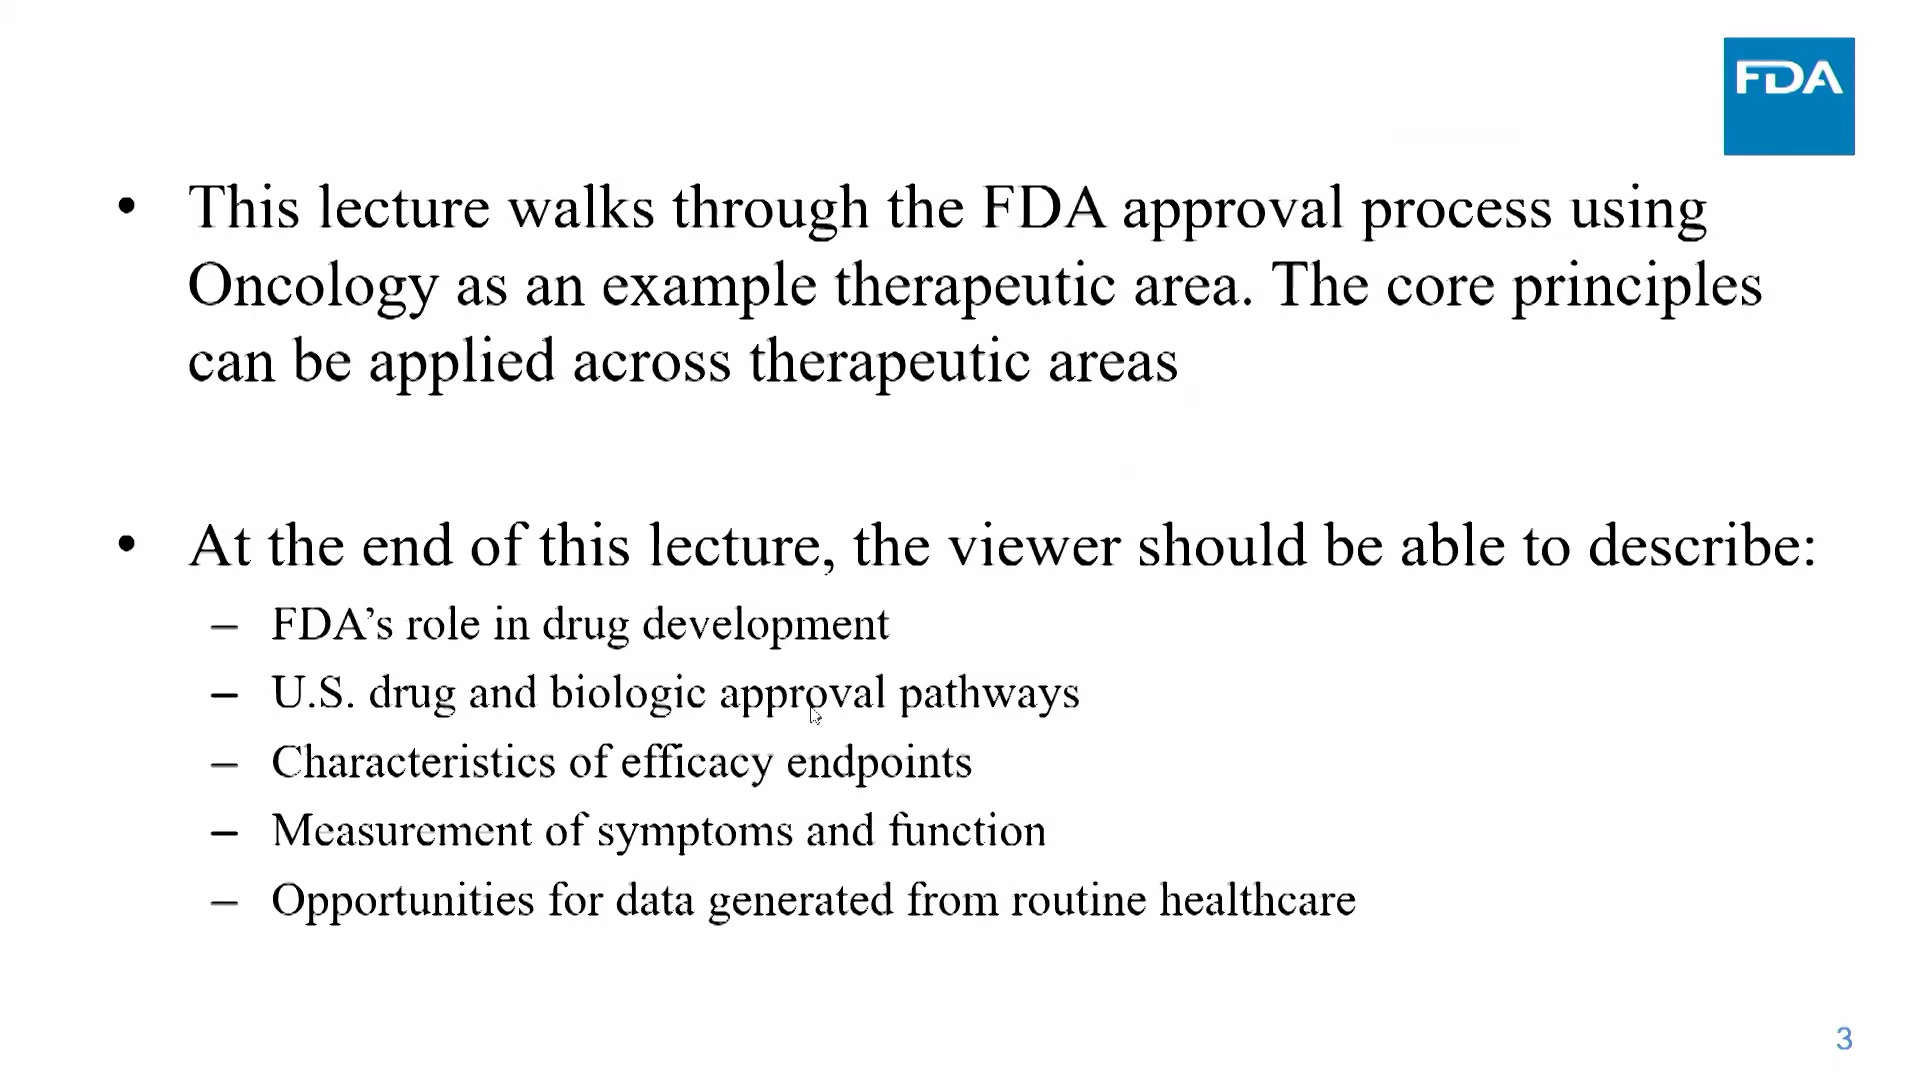 FDA
• This lecture walks through the FDA approval process using
Oncology as an example therapeutic area. The core principles
can be applied across therapeutic areas
• At the end of this lecture, the viewer should be able to describe:
– FDA’s role in drug development
– U.S. drug and biologic approval pathways
– Characteristics of efficacy endpoints
– Measurement of symptoms and function
– Opportunities for data generated from routine healthcare
3